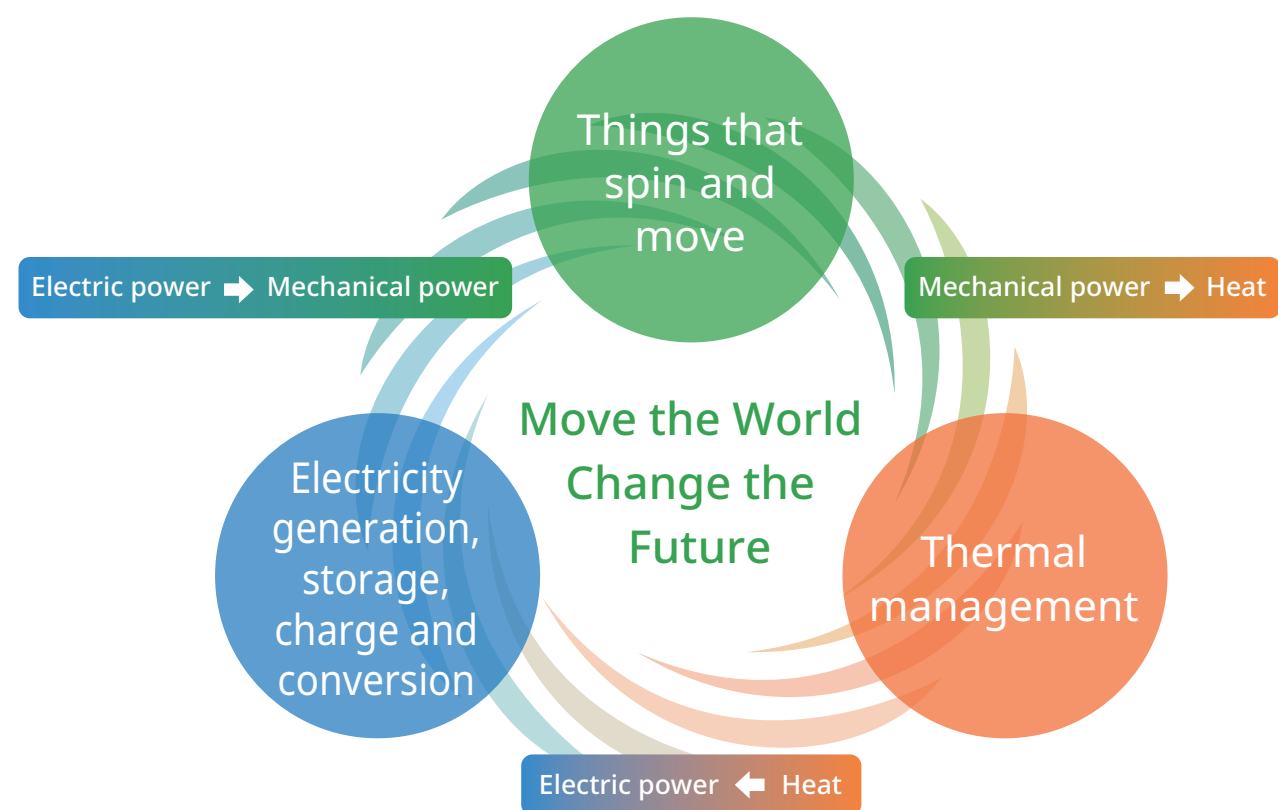 Things that
spin and
move
Electric power ➡ Mechanical power
Mechanical power ➡ Heat
Move the World
Change the
Future
Electricity
generation,
storage,
charge and
conversion
Thermal
management
Electric power ⬅ Heat